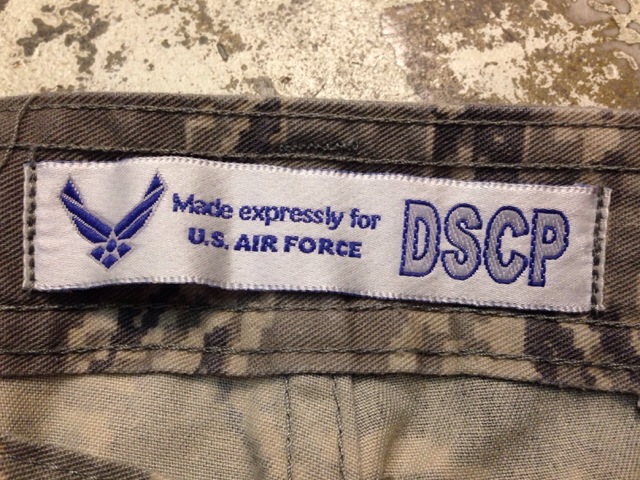 Made expressly for
U.S. AIR FORCE
DSCP